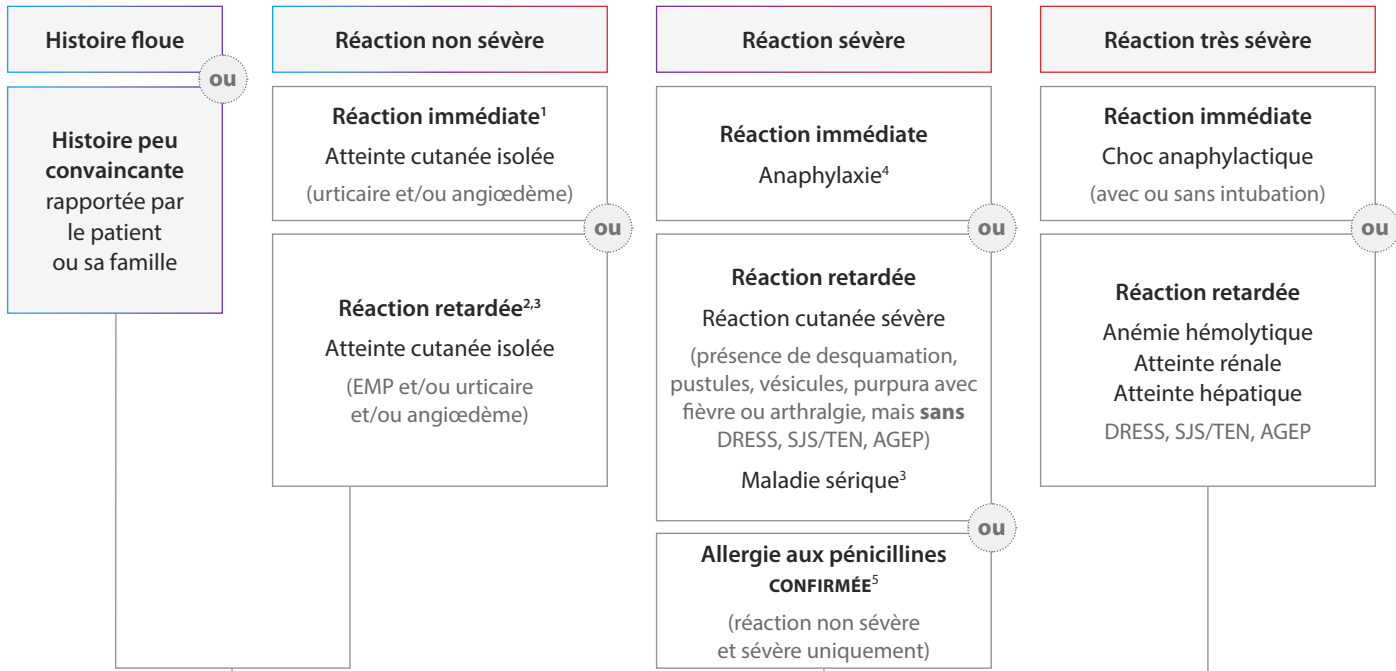 Histoire floue
ou
Histoire peu
convaincante
rapportée par
le patient
ou sa famille
Réaction non sévère
Réaction immédiate¹
Atteinte cutanée isolée
(urticaire et/ou angiœdème)
ou
Réaction retardée²,³
Atteinte cutanée isolée
(EMP et/ou urticaire
et/ou angiœdème)
Réaction sévère
Réaction immédiate
Anaphylaxie⁴
ou
Réaction retardée
Réaction cutanée sévère
(présence de desquamation,
pustules, vésicules, purpura avec
fièvre ou arthralgie, mais sans
DRESS, SJS/TEN, AGEP)
Maladie sérique³
ou
Allergie aux pénicillines
CONFIRMÉE⁵
(réaction non sévère
et sévère uniquement)
Réaction très sévère
Réaction immédiate
Choc anaphylactique
(avec ou sans intubation)
ou
Réaction retardée
Anémie hémolytique
Atteinte rénale
Atteinte hépatique
DRESS, SJS/TEN, AGEP